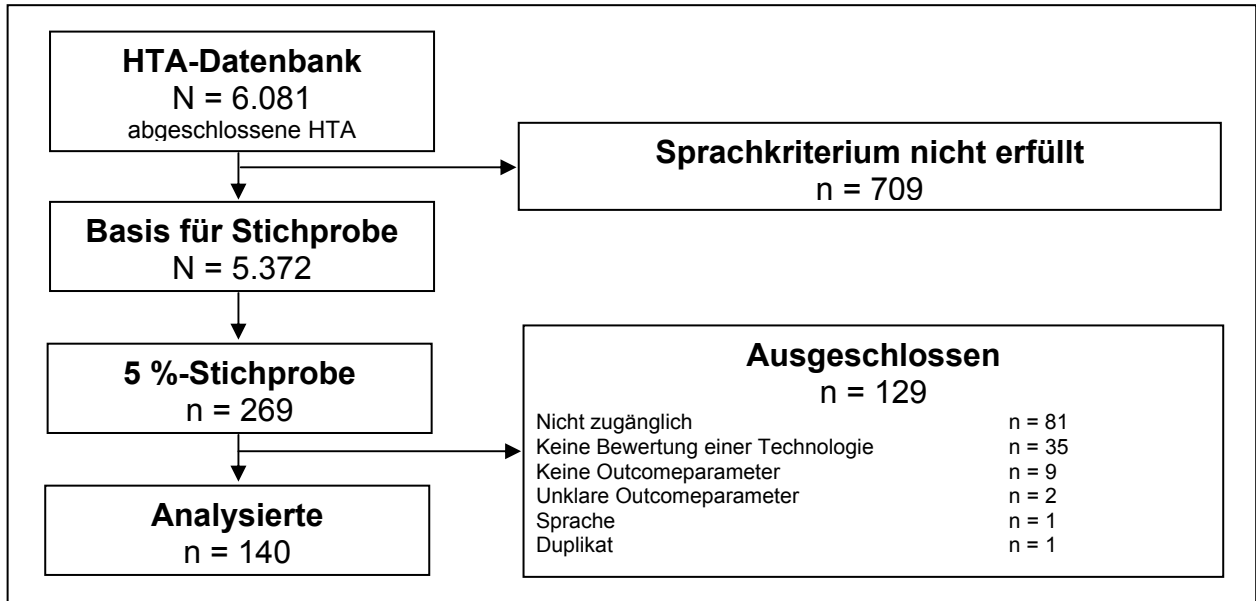 HTA-Datenbank
N = 6.081
abgeschlossene HTA
Sprachkriterium nicht erfüllt
n = 709
Basis für Stichprobe
N = 5.372
5 %-Stichprobe
n = 269
Ausgeschlossen
n = 129
Nicht zugänglich n = 81
Keine Bewertung einer Technologie n = 35
Keine Outcomeparameter n = 9
Unklare Outcomeparameter n = 2
Sprache n = 1
Duplikat n = 1
Analysierte
n = 140